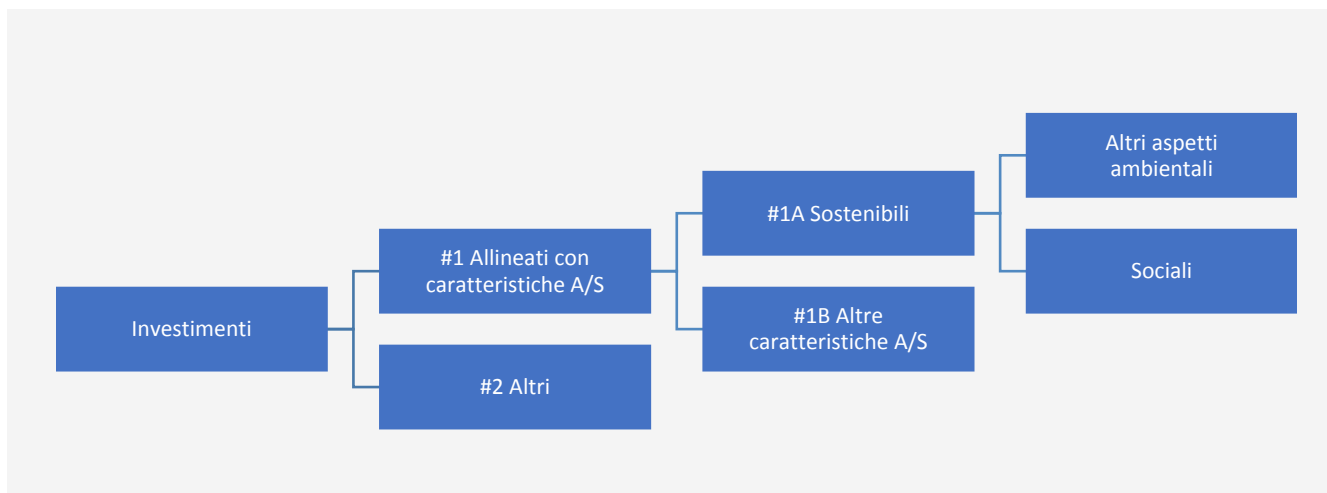 Investimenti
#1 Allineati con
caratteristiche A/S
#2 Altri
#1A Sostenibili
#1B Altre
caratteristiche A/S
Altri aspetti
ambientali
Sociali